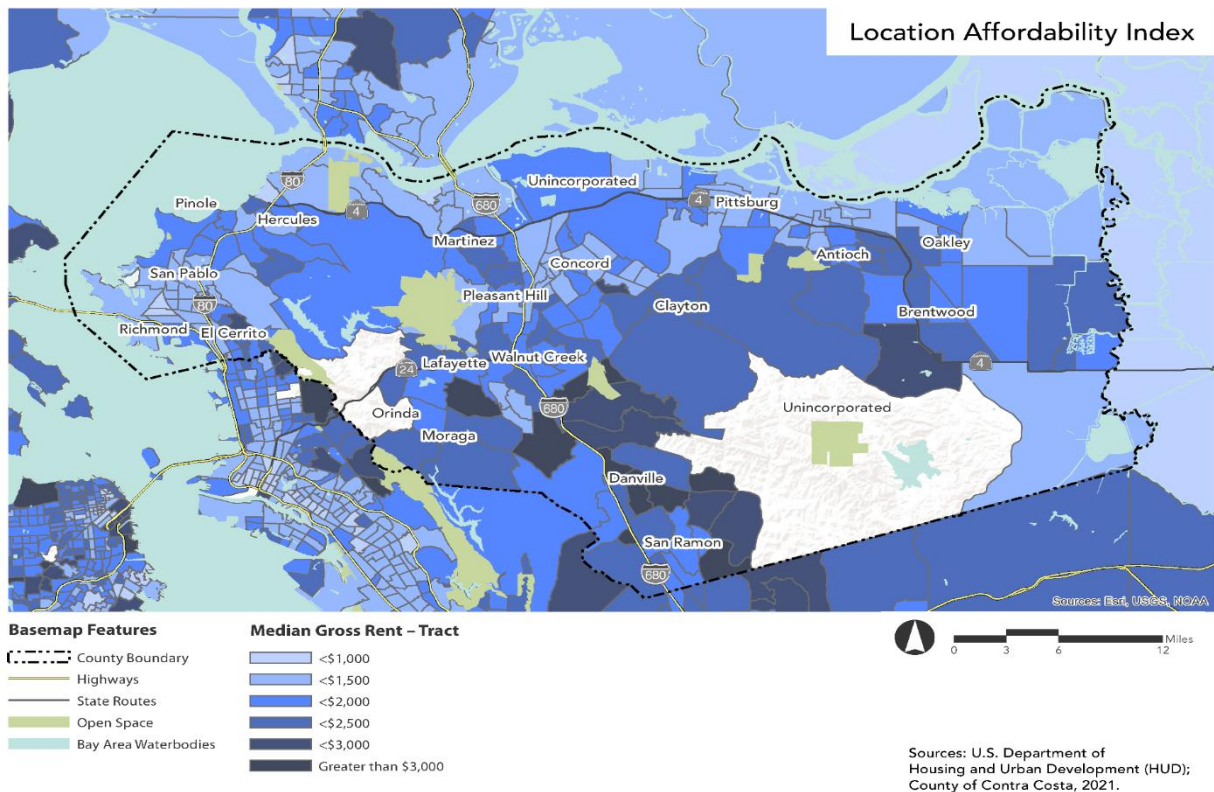 Location Affordability Index
80
Unincorporated
Pinole
4
680
4
Pittsburg
Hercules
Martinez
Antioch
Oakley
San Pablo
Concord
80
Pleasant Hill
Clayton
Brentwood
Richmond
El Cerrito
24
Lafayette
Walnut Creek
4
Orinda
680
Unincorporated
Moraga
Danville
San Ramon
680
Sources: Esri, USGS, NOAA
Basemap Features
County Boundary
Highways
State Routes
Open Space
Bay Area Waterbodies
Median Gross Rent – Tract
<$1,000
<$1,500
<$2,000
<$2,500
<$3,000
Greater than $3,000
Miles
0 3 6 12
Sources: U.S. Department of
Housing and Urban Development (HUD);
County of Contra Costa, 2021.